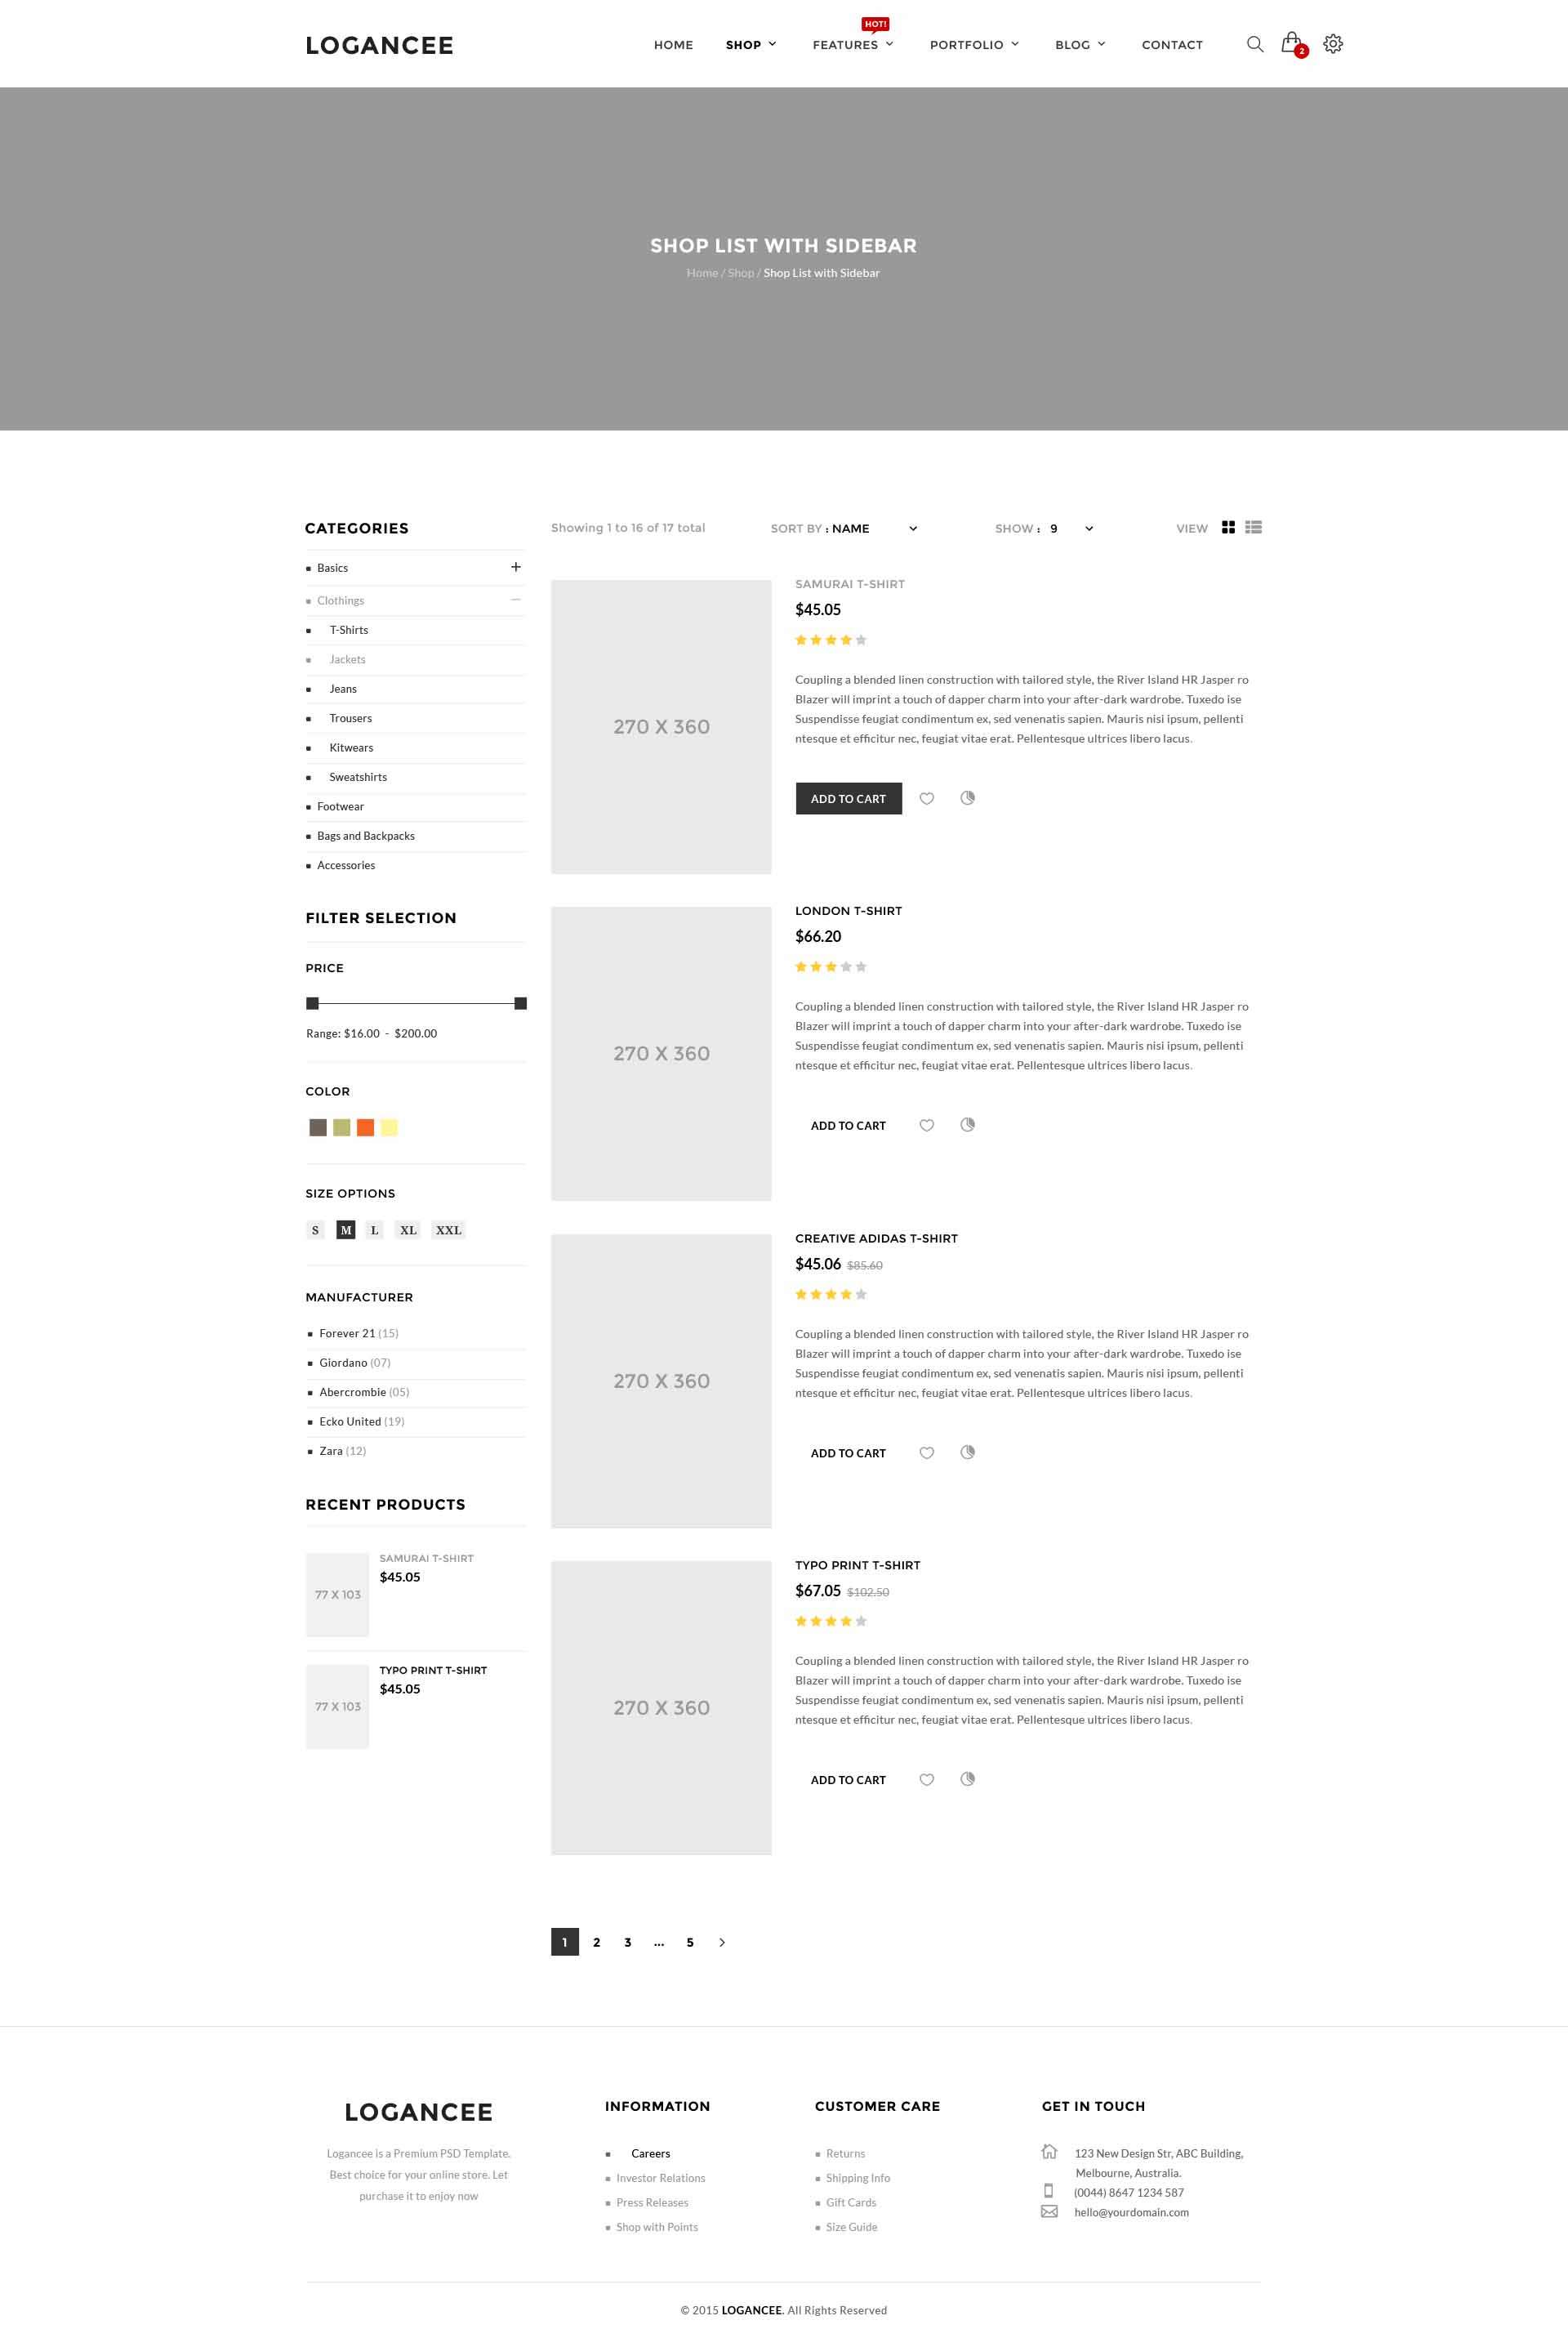 LOGANCEE
HOME
SHOP
HOT!
FEATURES
PORTFOLIO
BLOG
CONTACT
2
SHOP LIST WITH SIDEBAR
Home / Shop / Shop List with Sidebar
CATEGORIES
Basics
Clothings
T-Shirts
Jackets
Jeans
Trousers
Kitwears
Sweatshirts
Footwear
Bags and Backpacks
Accessories
FILTER SELECTION
PRICE
Range: $16.00 - $200.00
COLOR
SIZE OPTIONS
S M L XL XXL
MANUFACTURER
Forever 21 (15)
Giordano (07)
Abercrombie (05)
Ecko United (19)
Zara (12)
RECENT PRODUCTS
77 X 103
SAMURAI T-SHIRT
$45.05
77 X 103
TYPO PRINT T-SHIRT
$45.05
Showing 1 to 16 of 17 total
SORT BY : NAME
SHOW : 9
VIEW
270 X 360
SAMURAI T-SHIRT
$45.05
Coupling a blended linen construction with tailored style, the River Island HR Jasper ro
Blazer will imprint a touch of dapper charm into your after-dark wardrobe. Tuxedo ise
Suspendisse feugiat condimentum ex, sed venenatis sapien. Mauris nisi ipsum, pellenti
ntesque et efficitur nec, feugiat vitae erat. Pellentesque ultrices libero lacus.
ADD TO CART
270 X 360
LONDON T-SHIRT
$66.20
Coupling a blended linen construction with tailored style, the River Island HR Jasper ro
Blazer will imprint a touch of dapper charm into your after-dark wardrobe. Tuxedo ise
Suspendisse feugiat condimentum ex, sed venenatis sapien. Mauris nisi ipsum, pellenti
ntesque et efficitur nec, feugiat vitae erat. Pellentesque ultrices libero lacus.
ADD TO CART
270 X 360
CREATIVE ADIDAS T-SHIRT
$45.06 $85.60
Coupling a blended linen construction with tailored style, the River Island HR Jasper ro
Blazer will imprint a touch of dapper charm into your after-dark wardrobe. Tuxedo ise
Suspendisse feugiat condimentum ex, sed venenatis sapien. Mauris nisi ipsum, pellenti
ntesque et efficitur nec, feugiat vitae erat. Pellentesque ultrices libero lacus.
ADD TO CART
270 X 360
TYPO PRINT T-SHIRT
$67.05 $102.50
Coupling a blended linen construction with tailored style, the River Island HR Jasper ro
Blazer will imprint a touch of dapper charm into your after-dark wardrobe. Tuxedo ise
Suspendisse feugiat condimentum ex, sed venenatis sapien. Mauris nisi ipsum, pellenti
ntesque et efficitur nec, feugiat vitae erat. Pellentesque ultrices libero lacus.
ADD TO CART
1 2 3 ... 5
LOGANCEE
Logancee is a Premium PSD Template.
Best choice for your online store. Let
purchase it to enjoy now
INFORMATION
Careers
Investor Relations
Press Releases
Shop with Points
CUSTOMER CARE
Returns
Shipping Info
Gift Cards
Size Guide
GET IN TOUCH
123 New Design Str, ABC Building,
Melbourne, Australia.
(0044) 8647 1234 587
hello@yourdomain.com
© 2015 LOGANCEE. All Rights Reserved